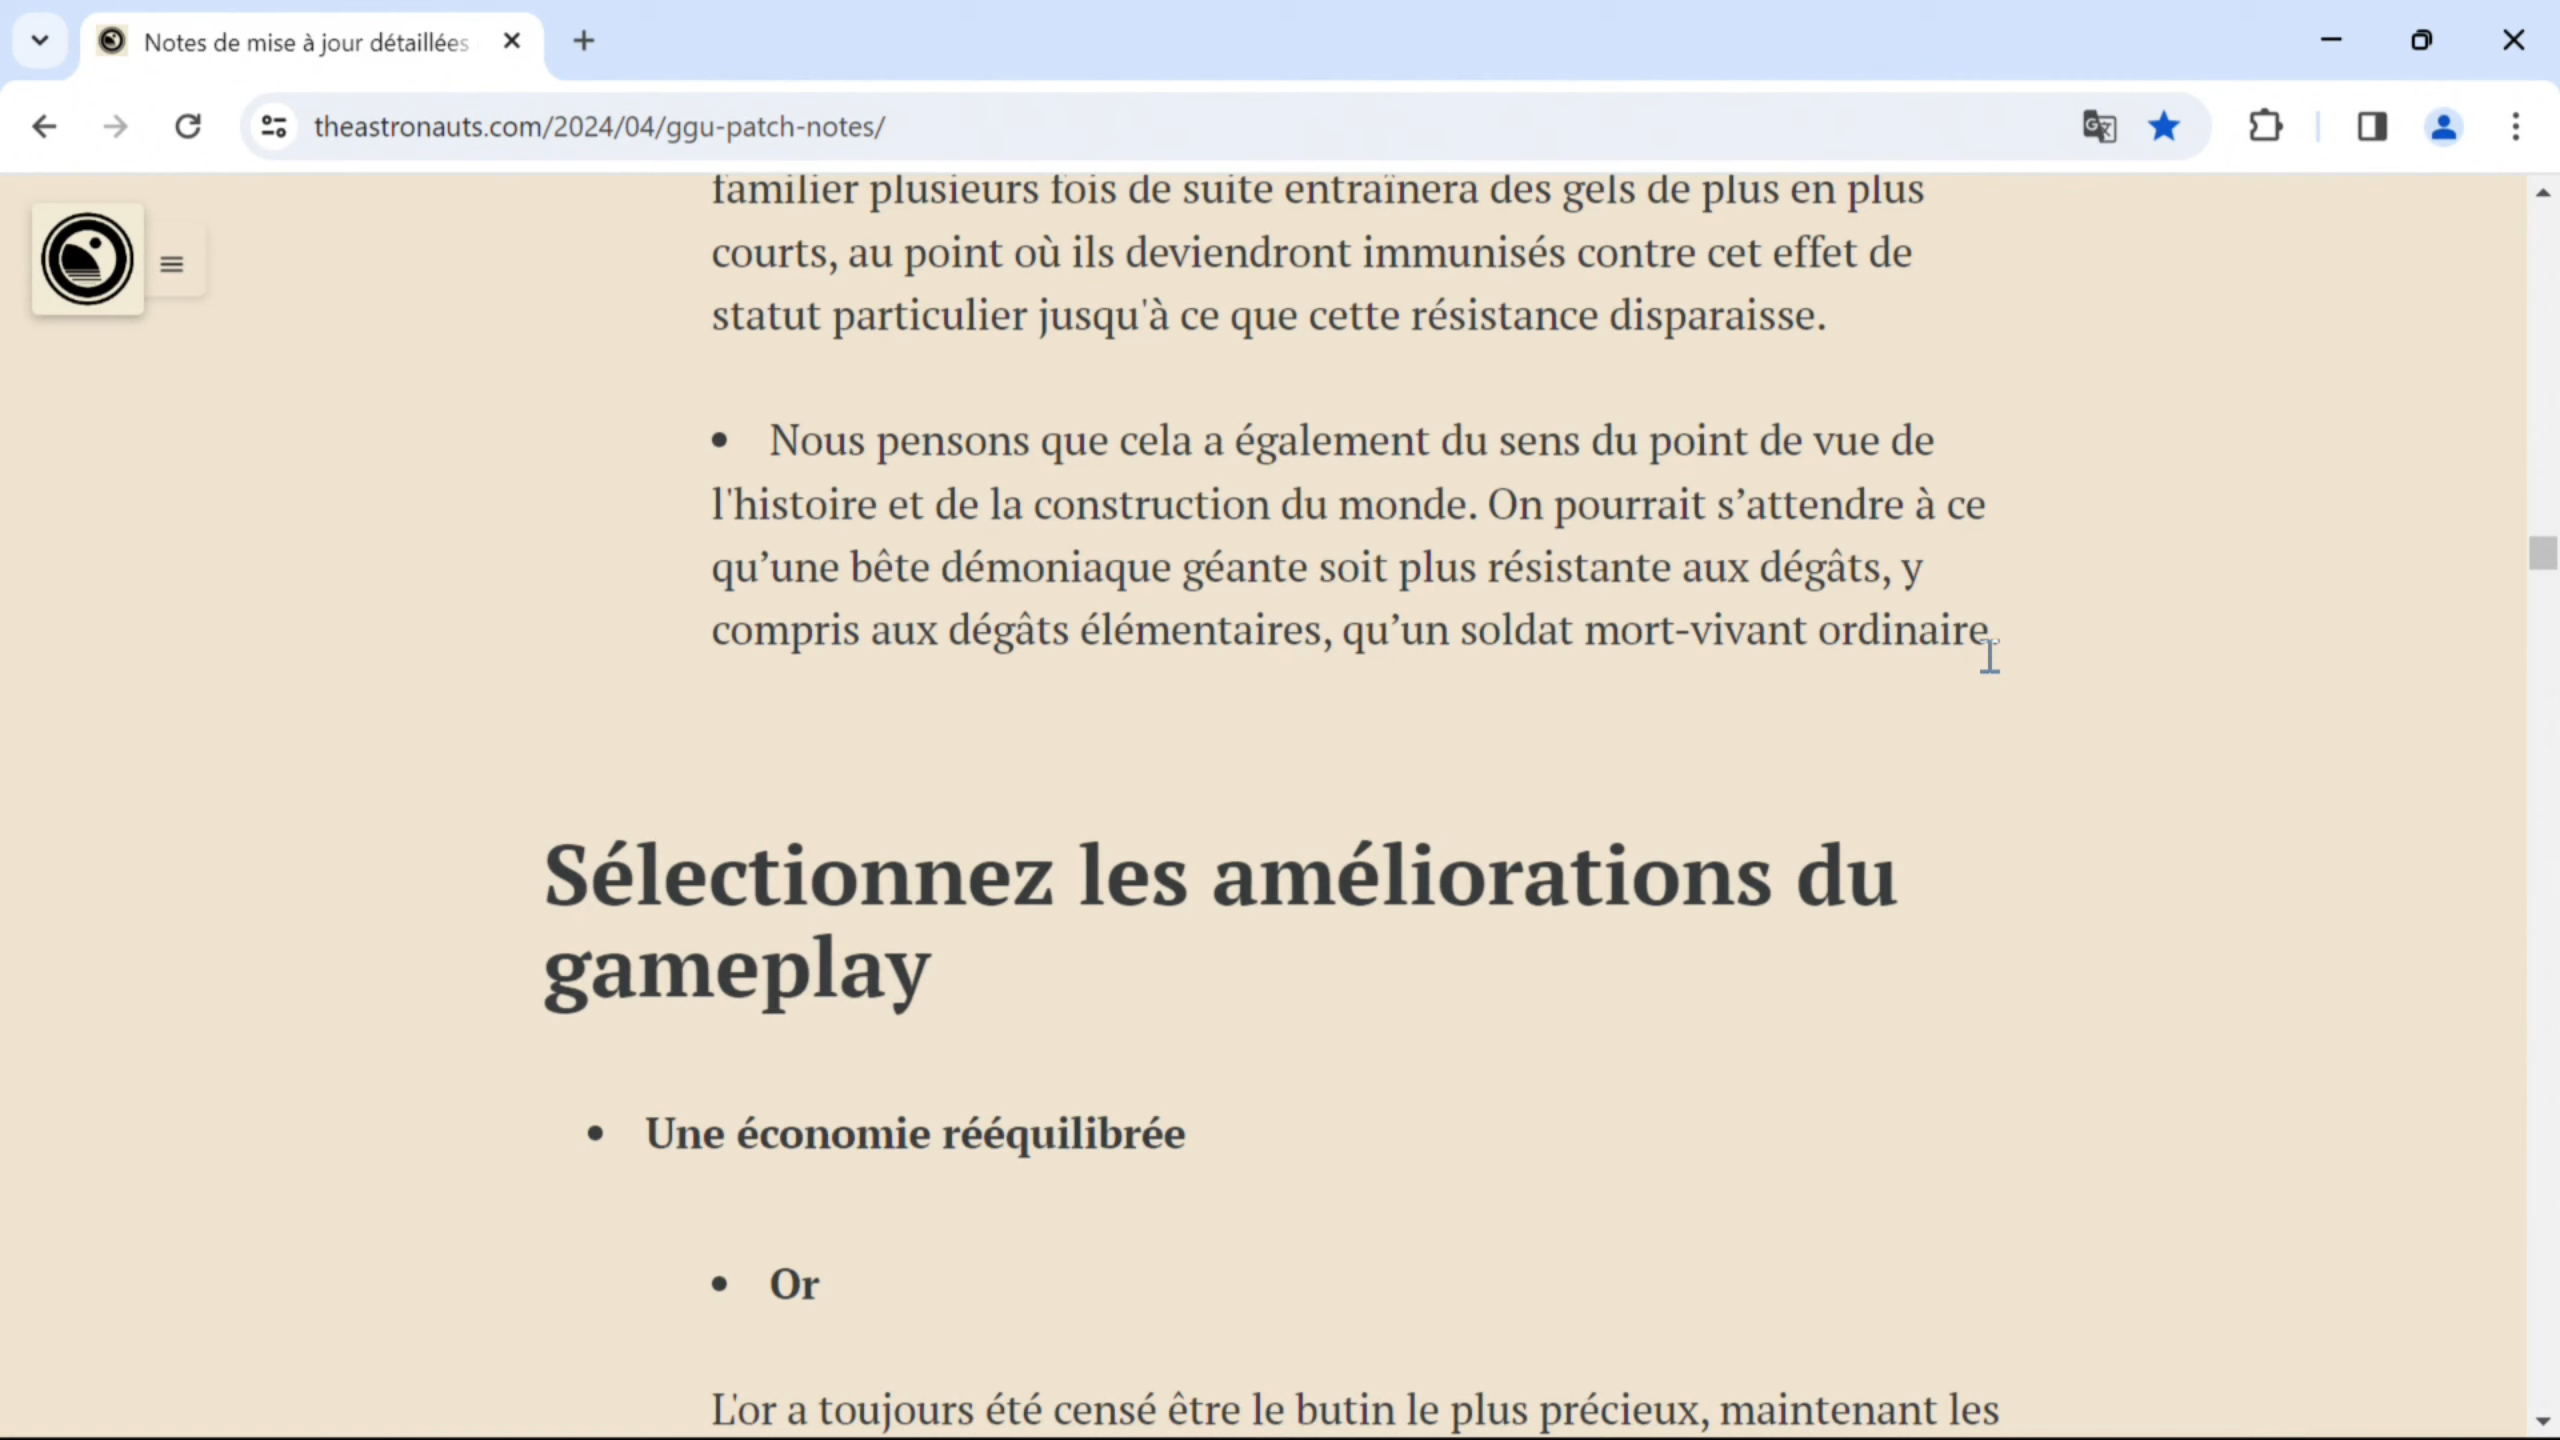 Notes de mise à jour détaillées
theastronauts.com/2024/04/ggu-patch-notes/
familier plusieurs fois de suite entraînera des gels de plus en plus
courts, au point où ils deviendront immunisés contre cet effet de
statut particulier jusqu'à ce que cette résistance disparaisse.
• Nous pensons que cela a également du sens du point de vue de
l'histoire et de la construction du monde. On pourrait s’attendre à ce
qu’une bête démoniaque géante soit plus résistante aux dégâts, y
compris aux dégâts élémentaires, qu’un soldat mort-vivant ordinaire.
Sélectionnez les améliorations du
gameplay
• Une économie rééquilibrée
• Or
L'or a toujours été censé être le butin le plus précieux, maintenant les